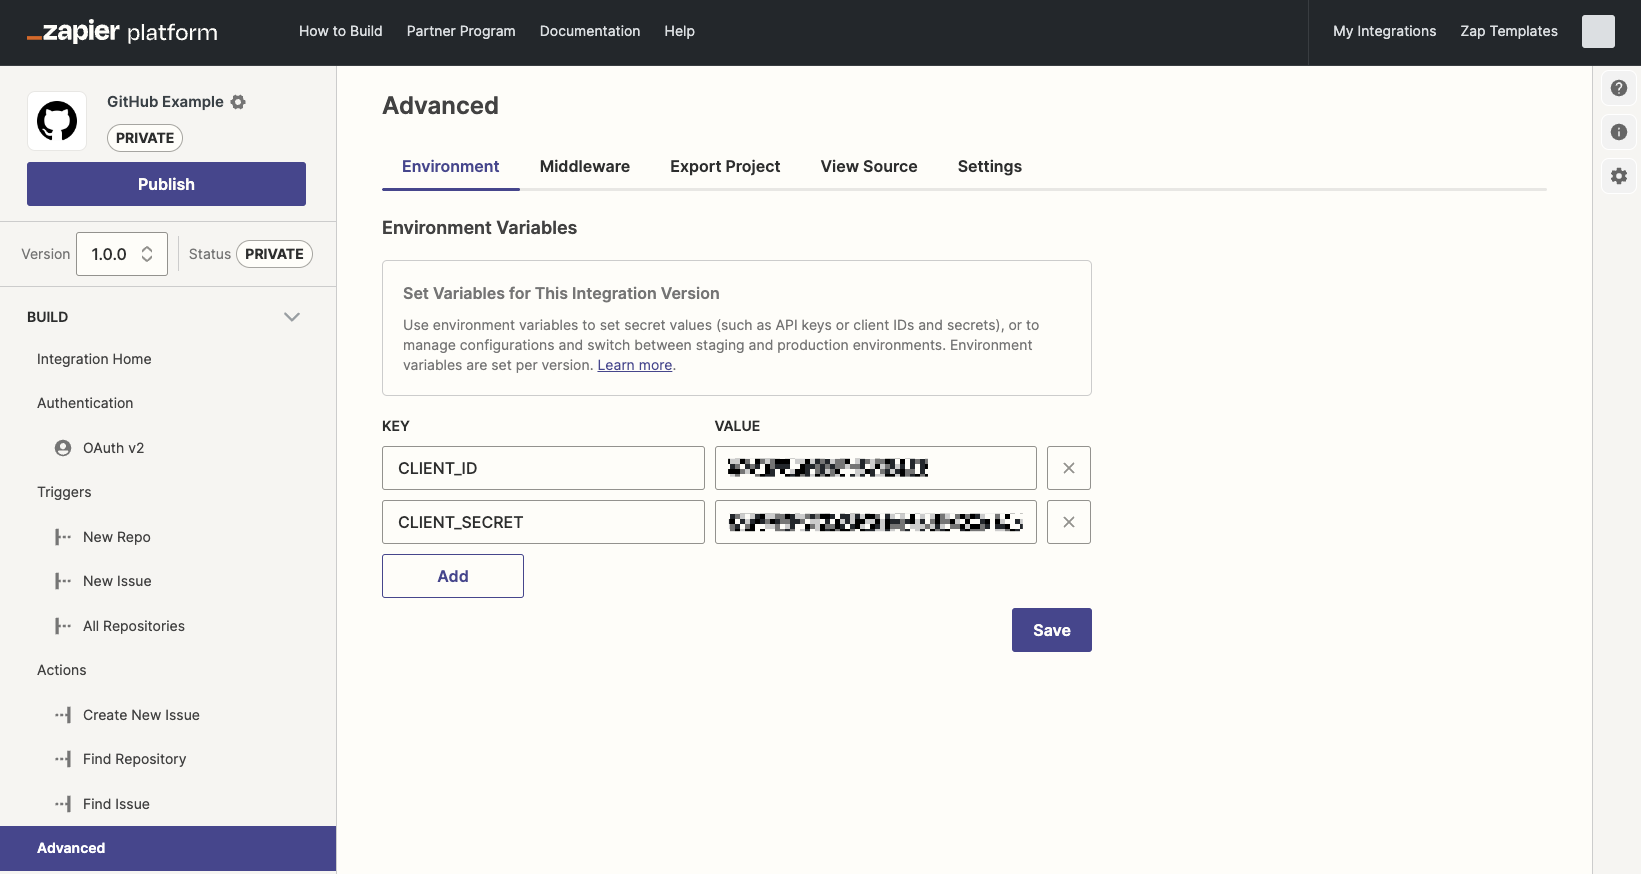 zapier platform
How to Build
Partner Program
Documentation
Help
My Integrations
Zap Templates
GitHub Example
PRIVATE
Publish
Version 1.0.0
Status PRIVATE
BUILD
Integration Home
Authentication
OAuth v2
Triggers
New Repo
New Issue
All Repositories
Actions
Create New Issue
Find Repository
Find Issue
Advanced
Advanced
Environment
Middleware
Export Project
View Source
Settings
Environment Variables
Set Variables for This Integration Version
Use environment variables to set secret values (such as API keys or client IDs and secrets), or to
manage configurations and switch between staging and production environments. Environment
variables are set per version. Learn more.
KEY
VALUE
CLIENT_ID
CLIENT_SECRET
Add
Save